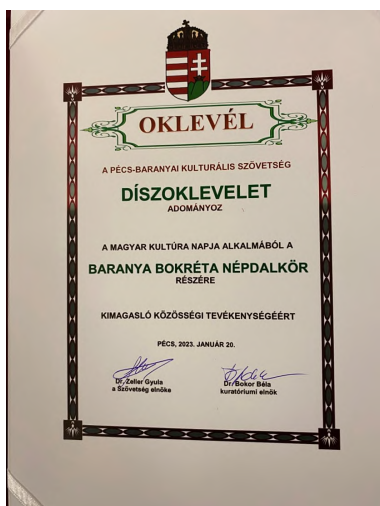 OKLEVÉL
A PÉCS-BARANYAI KULTURÁLIS SZÖVETSÉG
DÍSZOKLEVELET
ADOMÁNYOZ
A MAGYAR KULTÚRA NAPJA ALKALMÁBÓL A
BARANYA BOKRÉTA NÉPDALKÖR
RÉSZÉRE
KIMAGASLÓ KÖZÖSSÉGI TEVÉKENYSÉGÉÉRT
PÉCS, 2023. JANUÁR 20.
Dr. Zeller Gyula
a Szövetség elnöke
Dr. Bokor Béla
kuratóriumi elnök